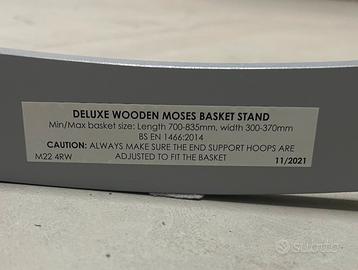 DELUXE WOODEN MOSES BASKET STAND
Min/Max basket size: Length 700-835mm, width 300-370mm
BS EN 1466:2014
CAUTION: ALWAYS MAKE SURE THE END SUPPORT HOOPS ARE
ADJUSTED TO FIT THE BASKET
M22 4RW 11/2021
subito